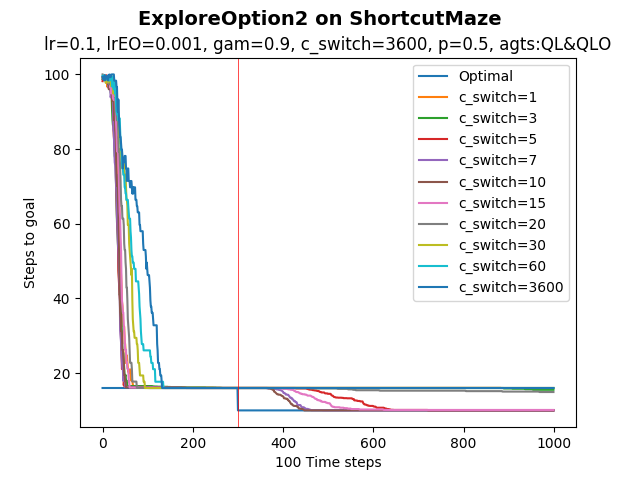 ExploreOption2 on ShortcutMaze
lr=0.1, lrEO=0.001, gam=0.9, c_switch=3600, p=0.5, agts:QL&QLO
Steps to goal
100
80
60
40
20
Optimal
c_switch=1
c_switch=3
c_switch=5
c_switch=7
c_switch=10
c_switch=15
c_switch=20
c_switch=30
c_switch=60
c_switch=3600
0 200 400 600 800 1000
100 Time steps